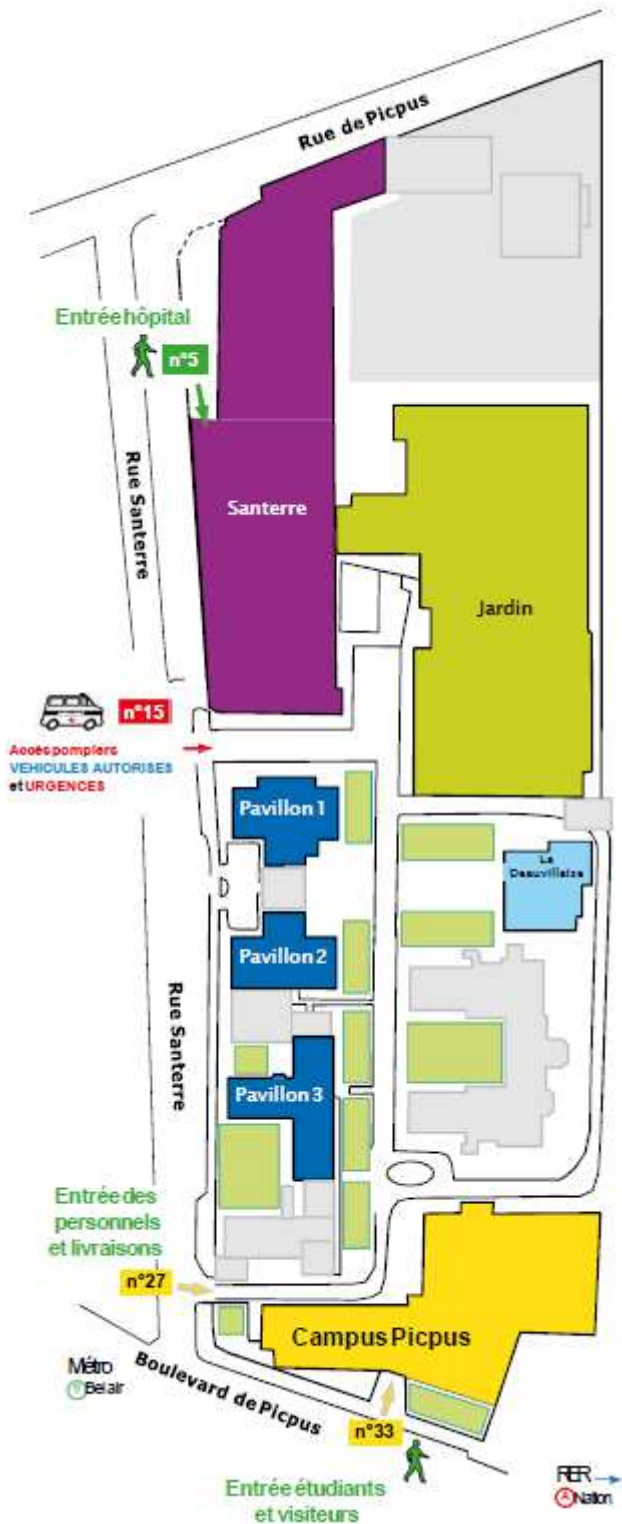 Rue de Picpus
Entrée hôpital
n°5
Rue Santerre
Santerre
Jardin
n°15
Accès pompiers
VEHICULES AUTORISES
et URGENCES
Pavillon 1
La
Deauvillaise
Pavillon 2
Rue Santerre
Pavillon 3
Entrée des
personnels
et livraisons
n°27
Campus Picpus
Métro
Bel air
Boulevard de Picpus
n°33
Entrée étudiants
et visiteurs
RER
A Nation